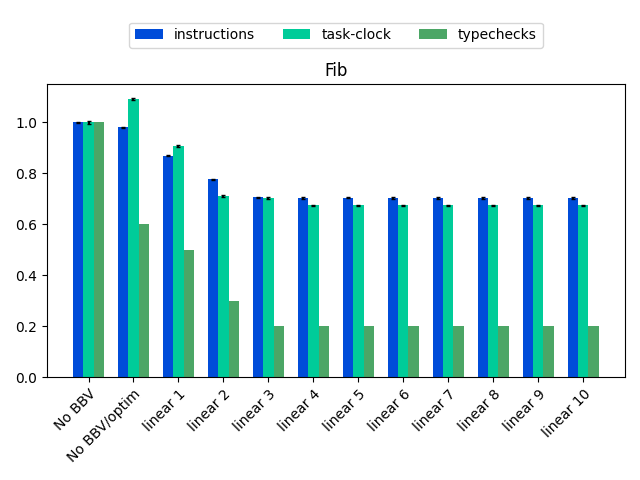 instructions task-clock typechecks
Fib
1.0
0.8
0.6
0.4
0.2
0.0
No BBV
No BBV/optim
linear 1
linear 2
linear 3
linear 4
linear 5
linear 6
linear 7
linear 8
linear 9
linear 10